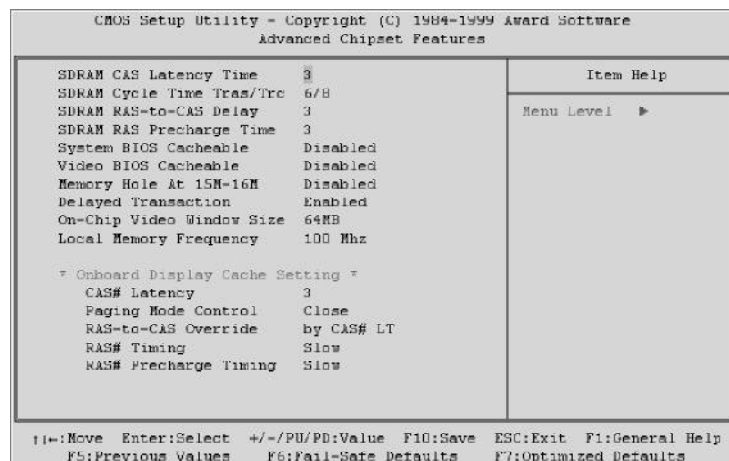 CMOS Setup Utility - Copyright (C) 1984-1999 Award Software
Advanced Chipset Features
SDRAM CAS Latency Time 3
SDRAM Cycle Time Tras/Trc 6/8
SDRAM RAS-to-CAS Delay 3
SDRAM RAS Precharge Time 3
System BIOS Cacheable Disabled
Video BIOS Cacheable Disabled
Memory Hole At 15M-16M Disabled
Delayed Transaction Enabled
On-Chip Video Window Size 64MB
Local Memory Frequency 100 Mhz
* Onboard Display Cache Setting *
CAS# Latency 3
Paging Mode Control Close
RAS-to-CAS Override by CAS# LT
RAS# Timing Slow
RAS# Precharge Timing Slow
Item Help
Menu Level ▶
↑↓←:Move Enter:Select +/-/PU/PD:Value F10:Save ESC:Exit F1:General Help
F5:Previous Values F6:Fail-Safe Defaults F7:Optimized Defaults